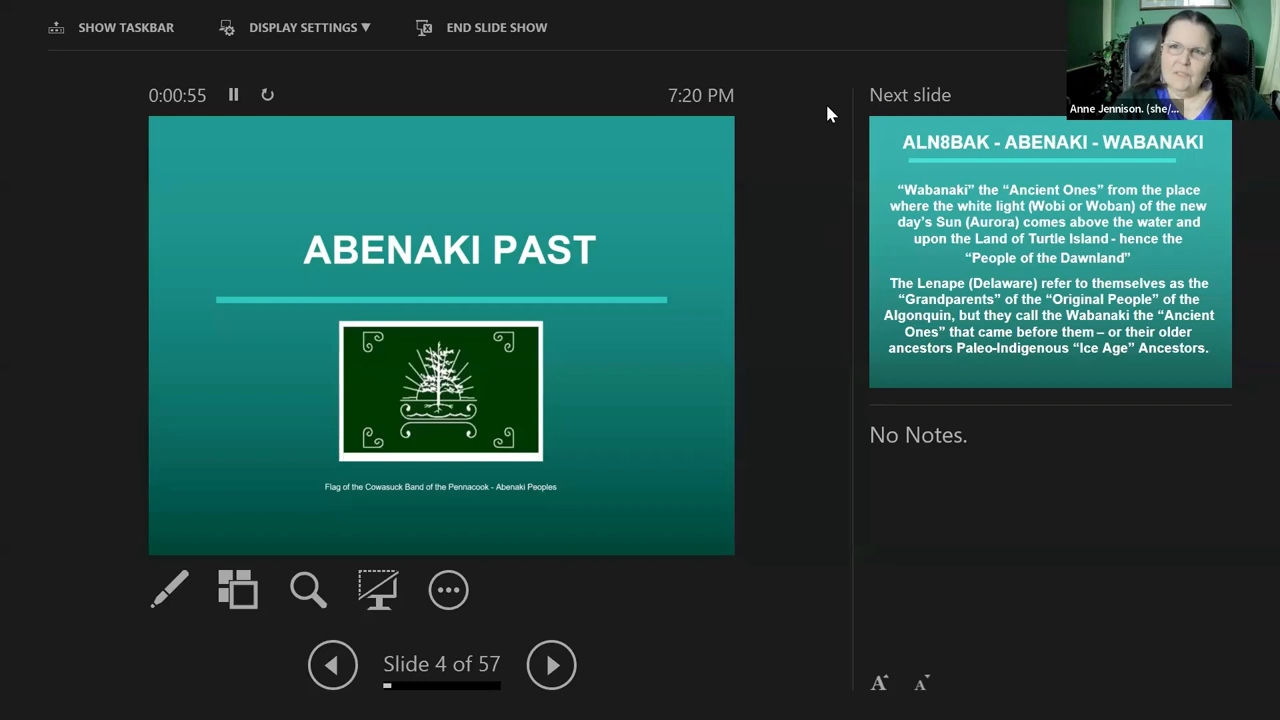 SHOW TASKBAR
DISPLAY SETTINGS ▼
END SLIDE SHOW
0:00:55
7:20 PM
ABENAKI PAST
Flag of the Cowasuck Band of the Pennacook - Abenaki Peoples
Slide 4 of 57
Anne Jennison. (she/...
Next slide
ALN8BAK - ABENAKI - WABANAKI
“Wabanaki” the “Ancient Ones” from the place
where the white light (Wobi or Woban) of the new
day’s Sun (Aurora) comes above the water and
upon the Land of Turtle Island - hence the
“People of the Dawnland”
The Lenape (Delaware) refer to themselves as the
“Grandparents” of the “Original People” of the
Algonquin, but they call the Wabanaki the “Ancient
Ones” that came before them – or their older
ancestors Paleo-Indigenous “Ice Age” Ancestors.
No Notes.
A A